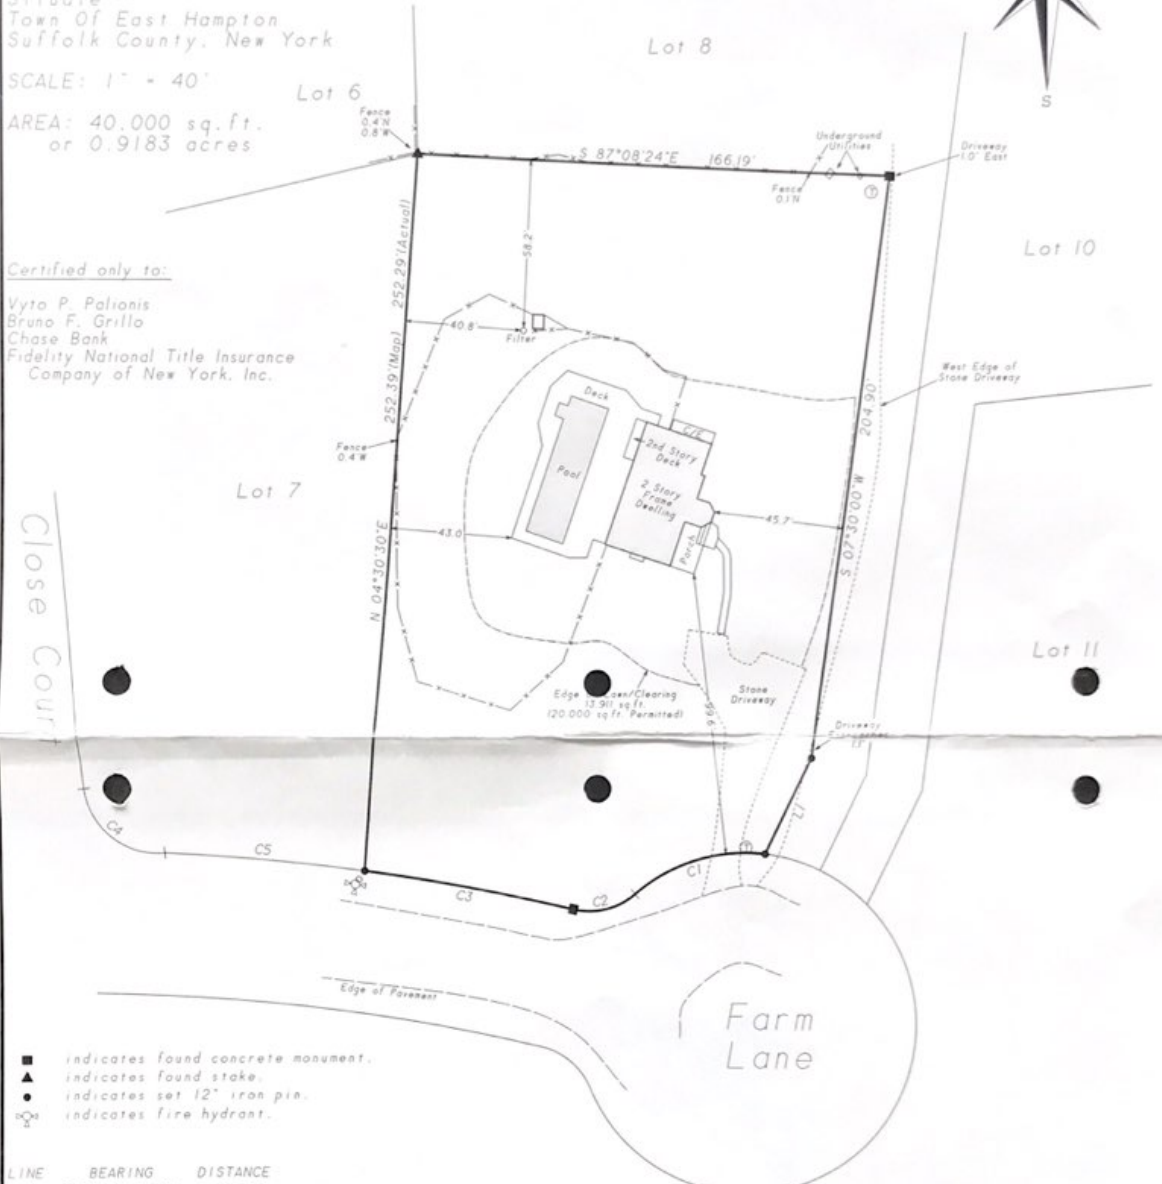 Situate
Town Of East Hampton
Suffolk County, New York
SCALE: 1" = 40'
AREA: 40,000 sq.ft.
or 0.9183 acres
Lot 6
Lot 8
S
Fence
0.4'N
0.8'W
S 87°08'24"E 166.19'
Underground
Utilities
Driveway
1.0' East
Fence
0.1'N
T
Lot 10
Certified only to:
Vyto P. Palionis
Bruno F. Grillo
Chase Bank
Fidelity National Title Insurance
Company of New York, Inc.
252.29'(Actual)
252.39'(Map)
N 04°30'30"E
58.2'
40.8'
Filter
West Edge of
Stone Driveway
204.90'
S 07°30'00"W
Deck
Pool
C/E
2nd Story
Deck
2 Story
Frame
Dwelling
Porch
45.7'
43.0
Fence
0.4'W
Lot 7
Close Court
Lot 11
Edge Lawn/Clearing
13,911 sq.ft.
(20,000 sq.ft. Permitted)
Stone
Driveway
Driveway
L1
T
C4
C5
C3
C2
C1
Edge of Pavement
Farm
Lane
indicates found concrete monument.
indicates found stake.
indicates set 12" iron pin.
indicates fire hydrant.
LINE BEARING DISTANCE